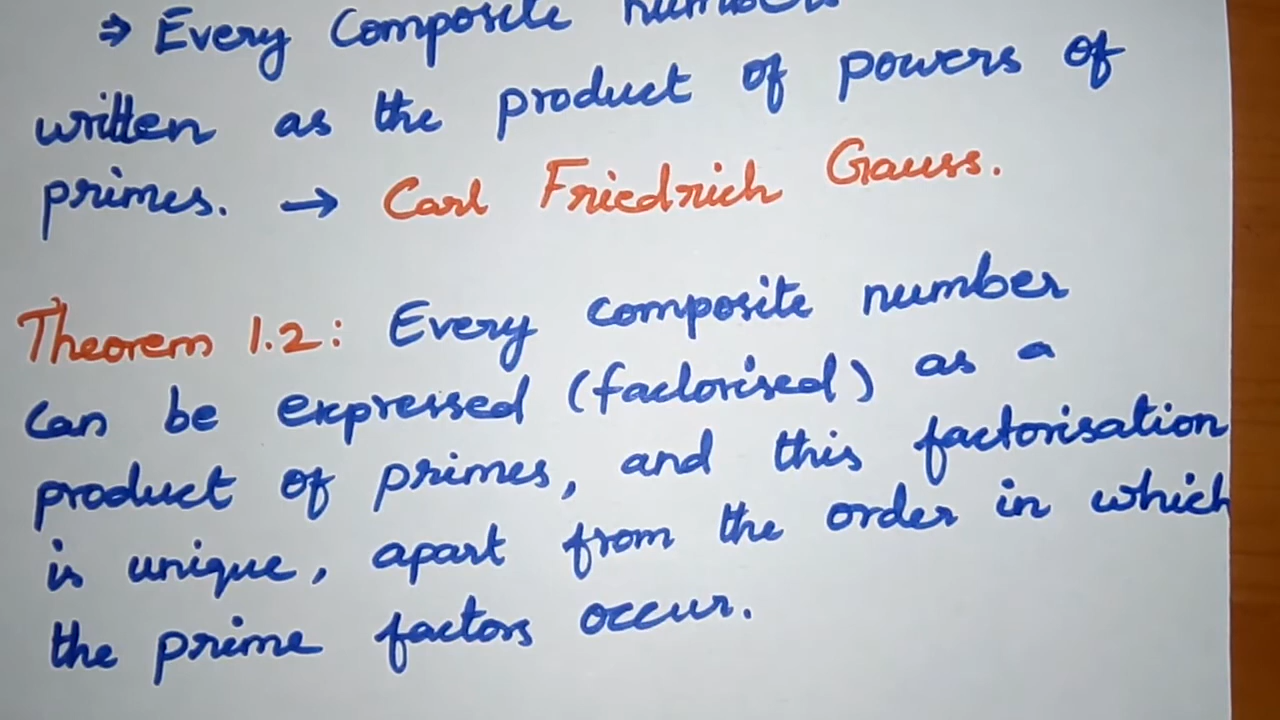 ⇒ Every Composite numbers
written as the product of powers of
primes. → Carl Friedrich Gauss.
Theorem 1.2: Every composite number
can be expressed (factorised) as a
product of primes, and this factorisation
is unique, apart from the order in which
the prime factors occur.